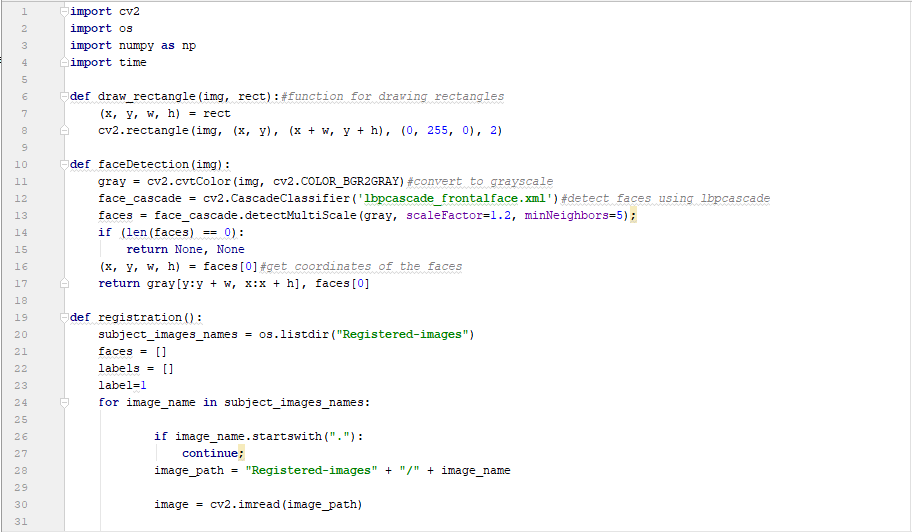 1 import cv2
2 import os
3 import numpy as np
4 import time
5
6 def draw_rectangle(img, rect):#function for drawing rectangles
7     (x, y, w, h) = rect
8     cv2.rectangle(img, (x, y), (x + w, y + h), (0, 255, 0), 2)
9
10 def faceDetection(img):
11     gray = cv2.cvtColor(img, cv2.COLOR_BGR2GRAY)#convert to grayscale
12     face_cascade = cv2.CascadeClassifier('lbpcascade_frontalface.xml')#detect faces using lbpcascade
13     faces = face_cascade.detectMultiScale(gray, scaleFactor=1.2, minNeighbors=5);
14     if (len(faces) == 0):
15         return None, None
16     (x, y, w, h) = faces[0]#get coordinates of the faces
17     return gray[y:y + w, x:x + h], faces[0]
18
19 def registration():
20     subject_images_names = os.listdir("Registered-images")
21     faces = []
22     labels = []
23     label=1
24     for image_name in subject_images_names:
25
26             if image_name.startswith("."):
27                 continue;
28             image_path = "Registered-images" + "/" + image_name
29
30             image = cv2.imread(image_path)
31